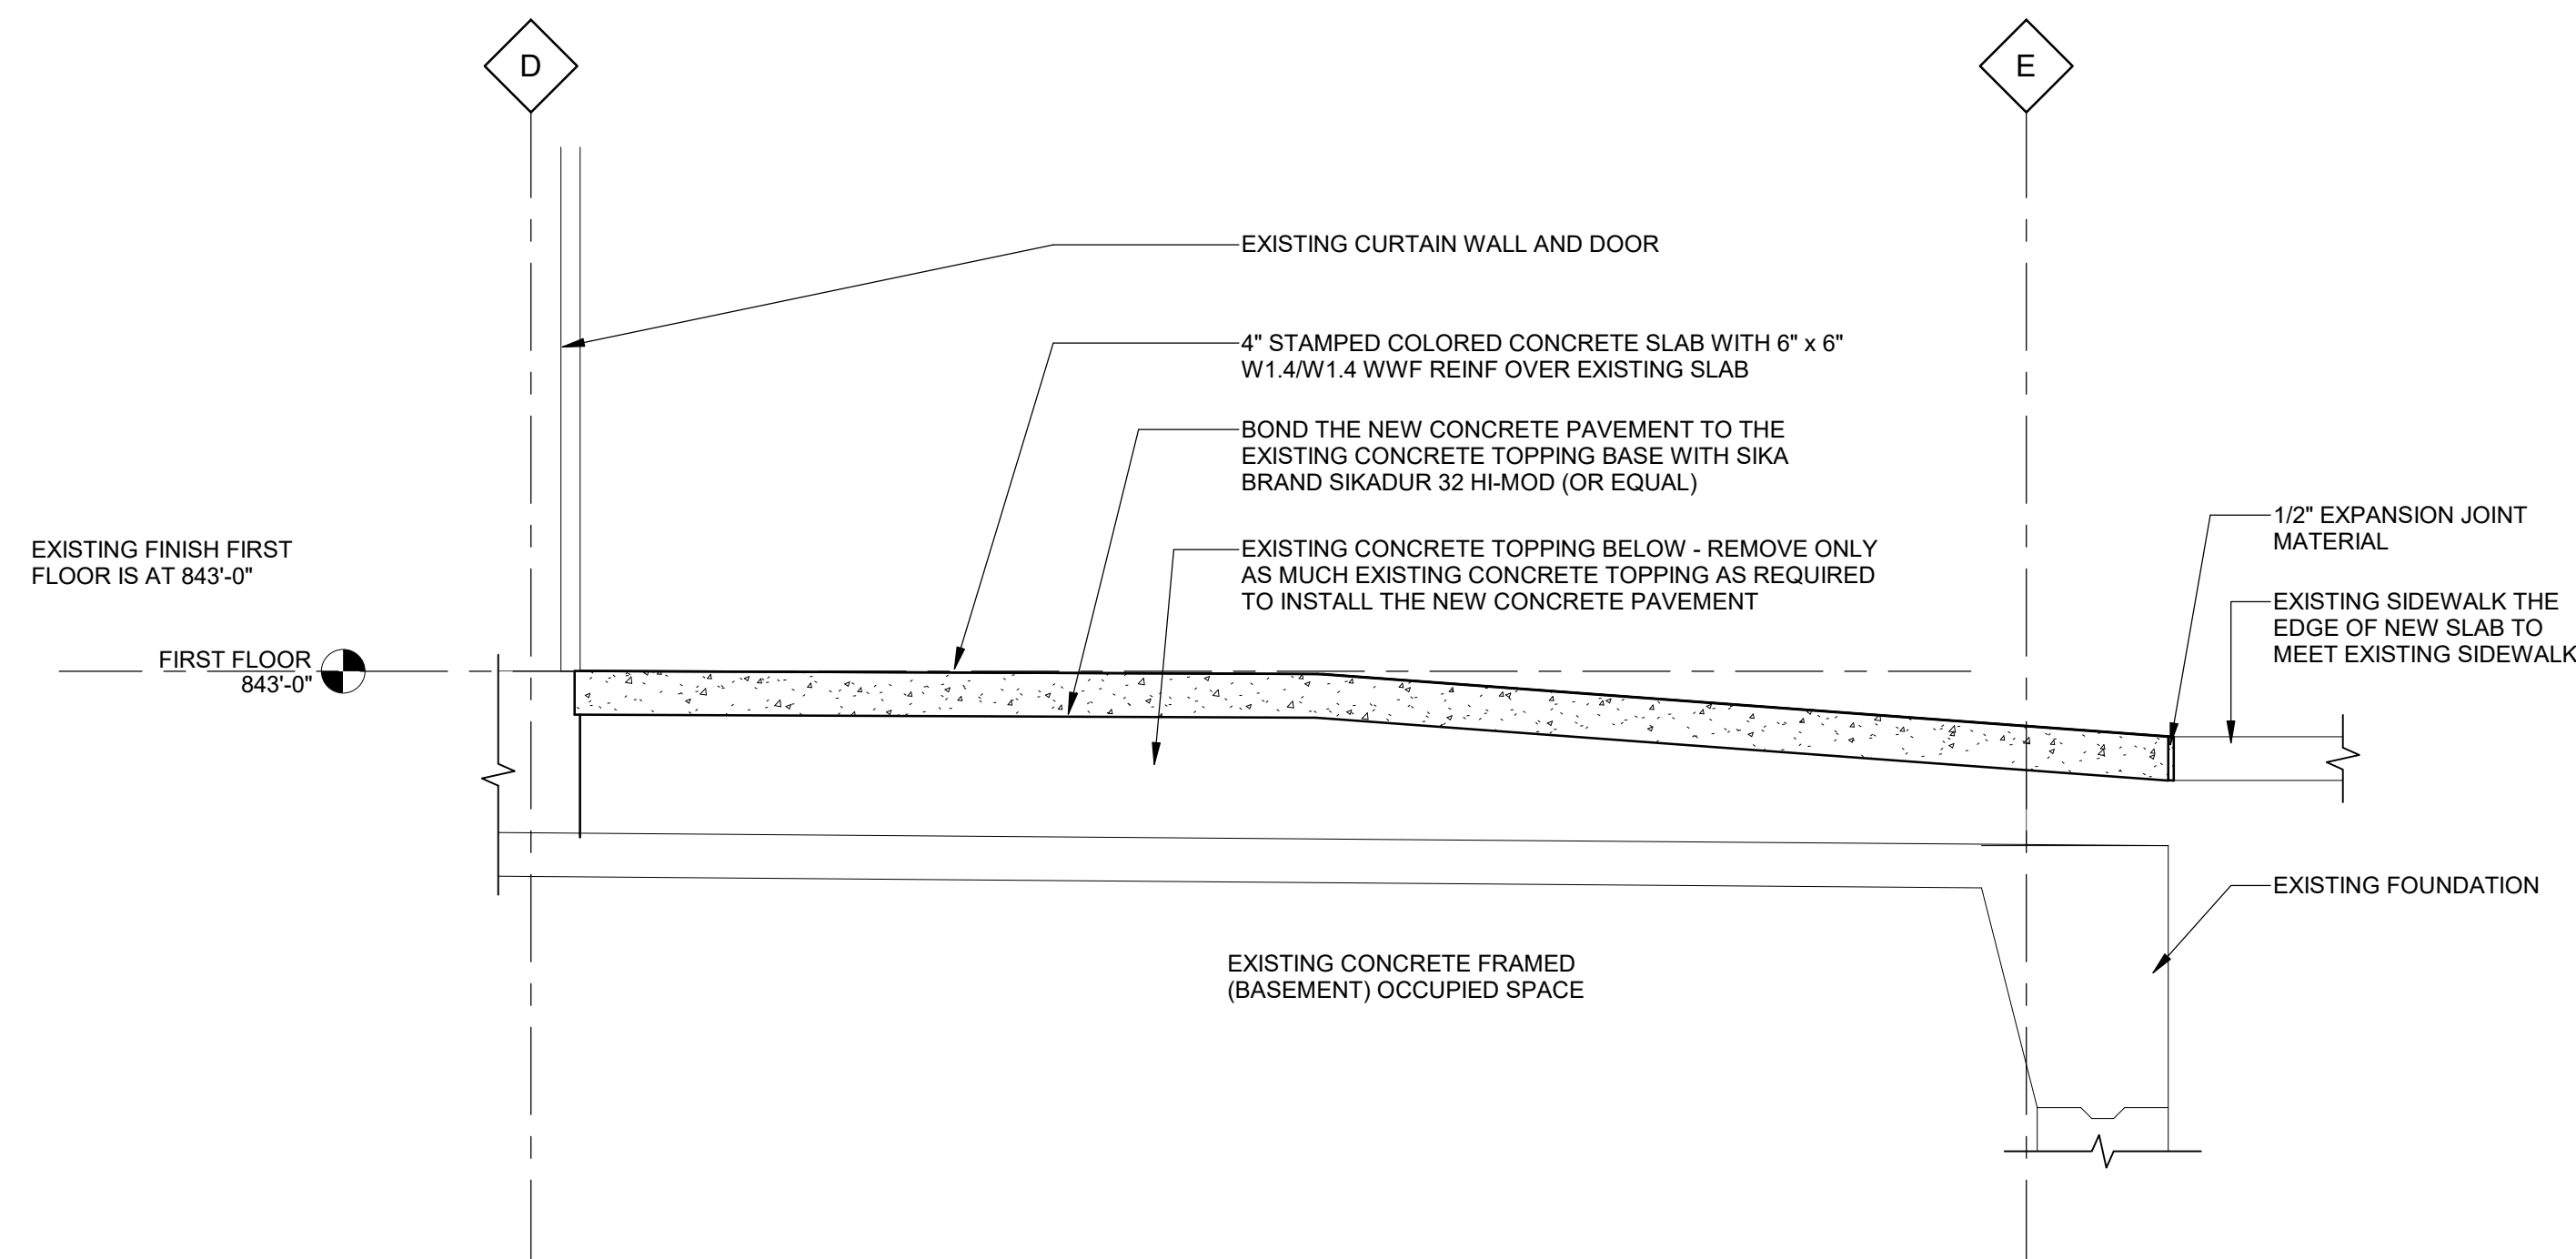 D
E
EXISTING CURTAIN WALL AND DOOR
4" STAMPED COLORED CONCRETE SLAB WITH 6" x 6"
W1.4/W1.4 WWF REINF OVER EXISTING SLAB
BOND THE NEW CONCRETE PAVEMENT TO THE
EXISTING CONCRETE TOPPING BASE WITH SIKA
BRAND SIKADUR 32 HI-MOD (OR EQUAL)
EXISTING CONCRETE TOPPING BELOW - REMOVE ONLY
AS MUCH EXISTING CONCRETE TOPPING AS REQUIRED
TO INSTALL THE NEW CONCRETE PAVEMENT
1/2" EXPANSION JOINT
MATERIAL
EXISTING SIDEWALK THE
EDGE OF NEW SLAB TO
MEET EXISTING SIDEWALK
EXISTING FINISH FIRST
FLOOR IS AT 843'-0"
FIRST FLOOR
843'-0"
EXISTING FOUNDATION
EXISTING CONCRETE FRAMED
(BASEMENT) OCCUPIED SPACE